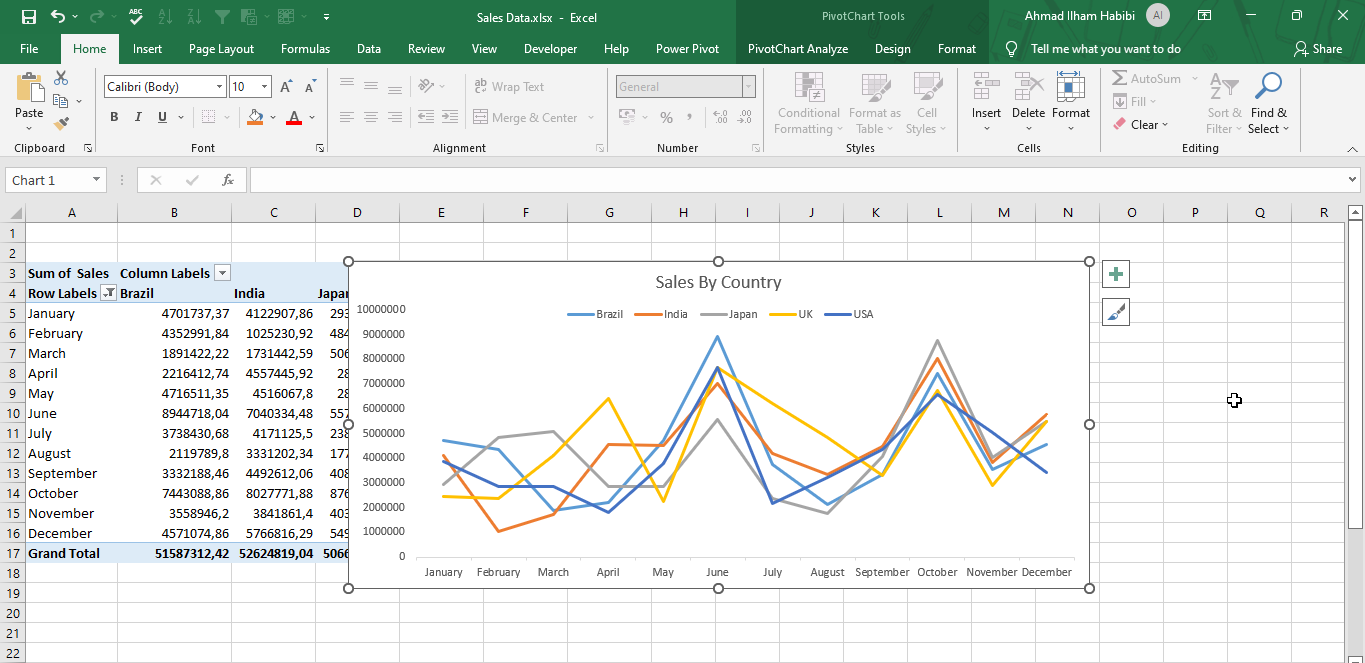 ABC
Sales Data.xlsx - Excel
PivotChart Tools
Ahmad Ilham Habibi
AI
File Home Insert Page Layout Formulas Data Review View Developer Help Power Pivot PivotChart Analyze Design Format Tell me what you want to do Share
Paste
Calibri (Body) 10 A A
B I U A
Clipboard
Font
ab Wrap Text
Merge & Center
Alignment
General
% ,
Number
Conditional Formatting
Format as Table
Cell Styles
Styles
Insert Delete Format
Cells
AutoSum
Fill
Clear
Sort & Filter
Find & Select
Editing
Chart 1
fx
A B C D E F G H I J K L M N O P Q R
1
2
3 Sum of Sales Column Labels
4 Row Labels Brazil India Japan
5 January 4701737,37 4122907,86 293
6 February 4352991,84 1025230,92 484
7 March 1891422,22 1731442,59 506
8 April 2216412,74 4557445,92 28
9 May 4716511,35 4516067,8 28
10 June 8944718,04 7040334,48 557
11 July 3738430,68 4171125,5 238
12 August 2119789,8 3331202,34 177
13 September 3332188,46 4492612,06 408
14 October 7443088,86 8027771,88 876
15 November 3558946,2 3841861,4 403
16 December 4571074,86 5766816,29 549
17 Grand Total 51587312,42 52624819,04 5066
18
19
20
21
22
Sales By Country
Brazil India Japan UK USA
10000000
9000000
8000000
7000000
6000000
5000000
4000000
3000000
2000000
1000000
0
January February March April May June July August September October November December